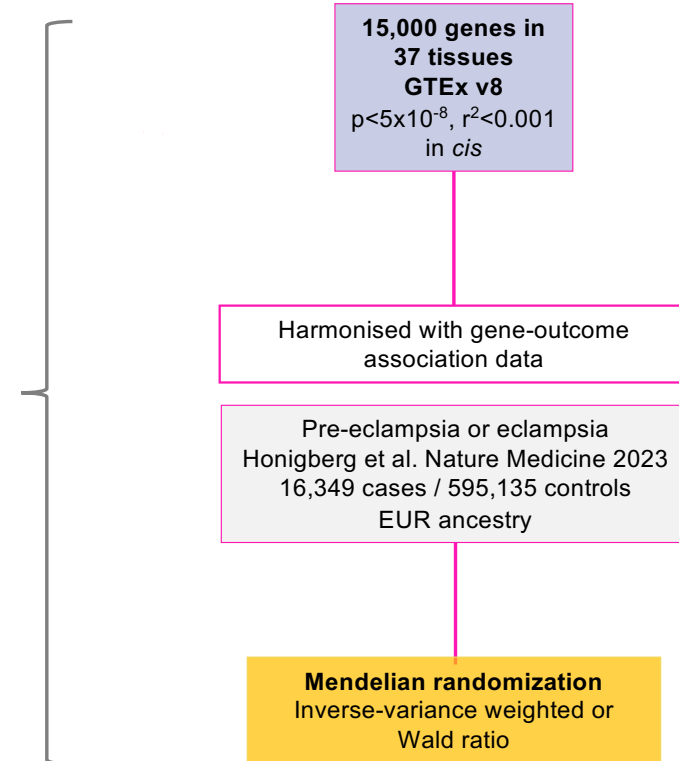 15,000 genes in
37 tissues
GTEx v8
p<5x10⁻⁸, r²<0.001
in cis
Harmonised with gene-outcome
association data
Pre-eclampsia or eclampsia
Honigberg et al. Nature Medicine 2023
16,349 cases / 595,135 controls
EUR ancestry
Mendelian randomization
Inverse-variance weighted or
Wald ratio